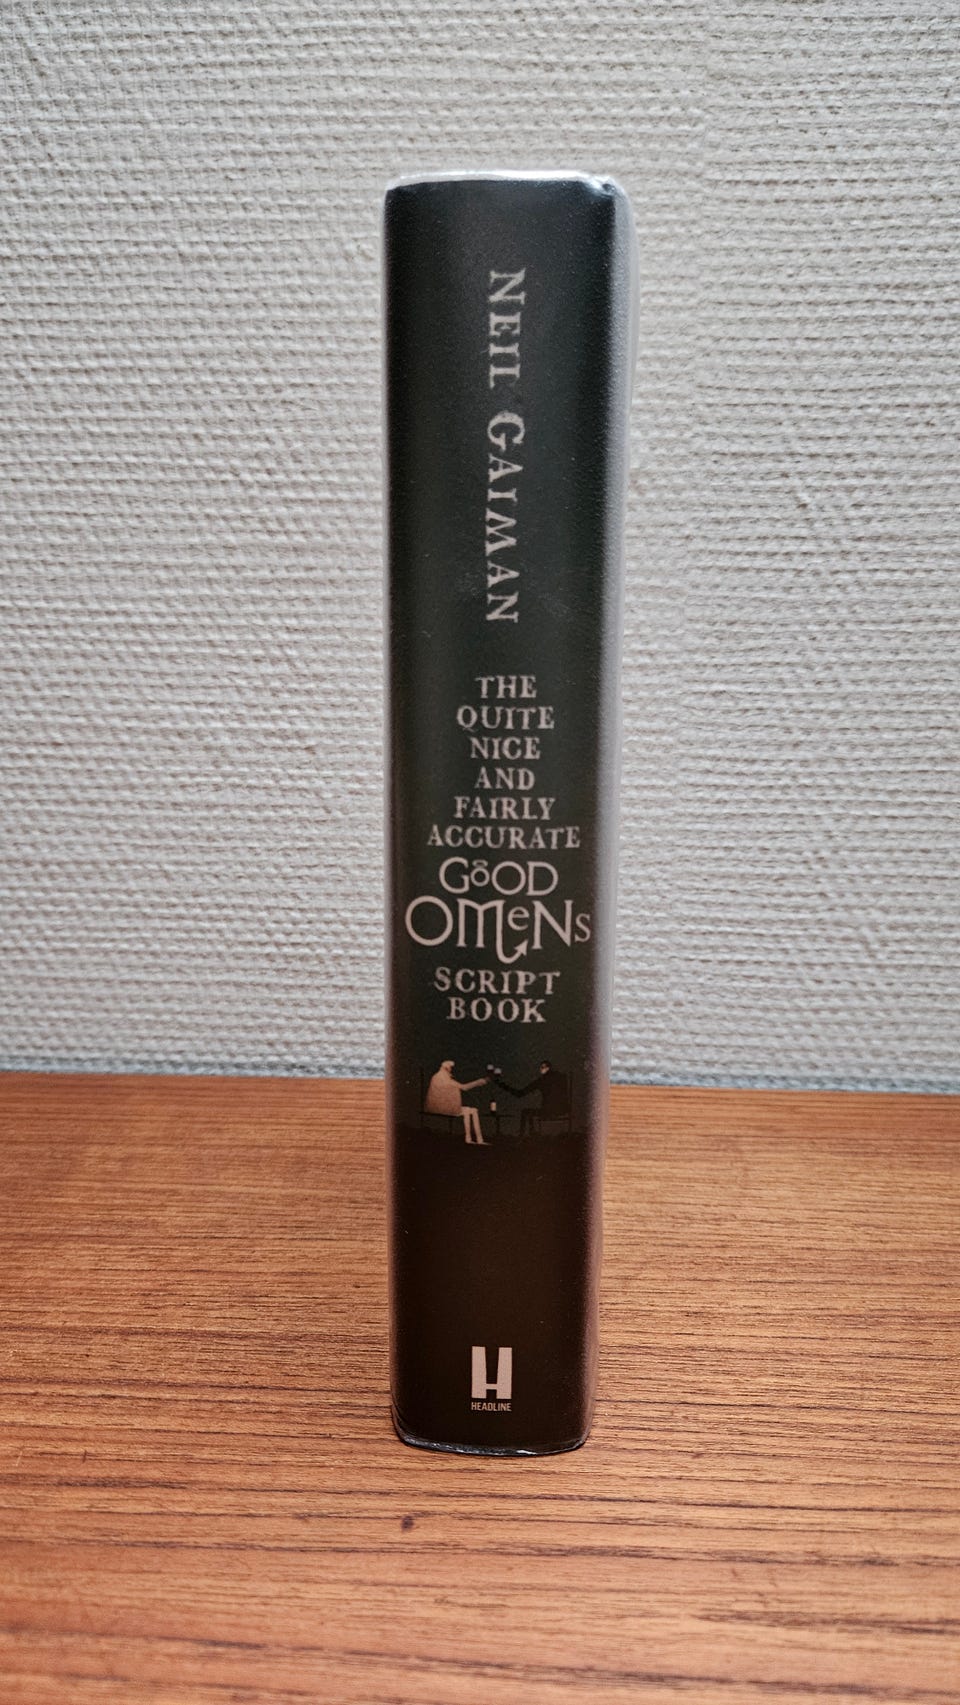 NEIL GAIMAN
THE
QUITE
NICE
AND
FAIRLY
ACCURATE
GOOD
OMENS
SCRIPT
BOOK
H
HEADLINE